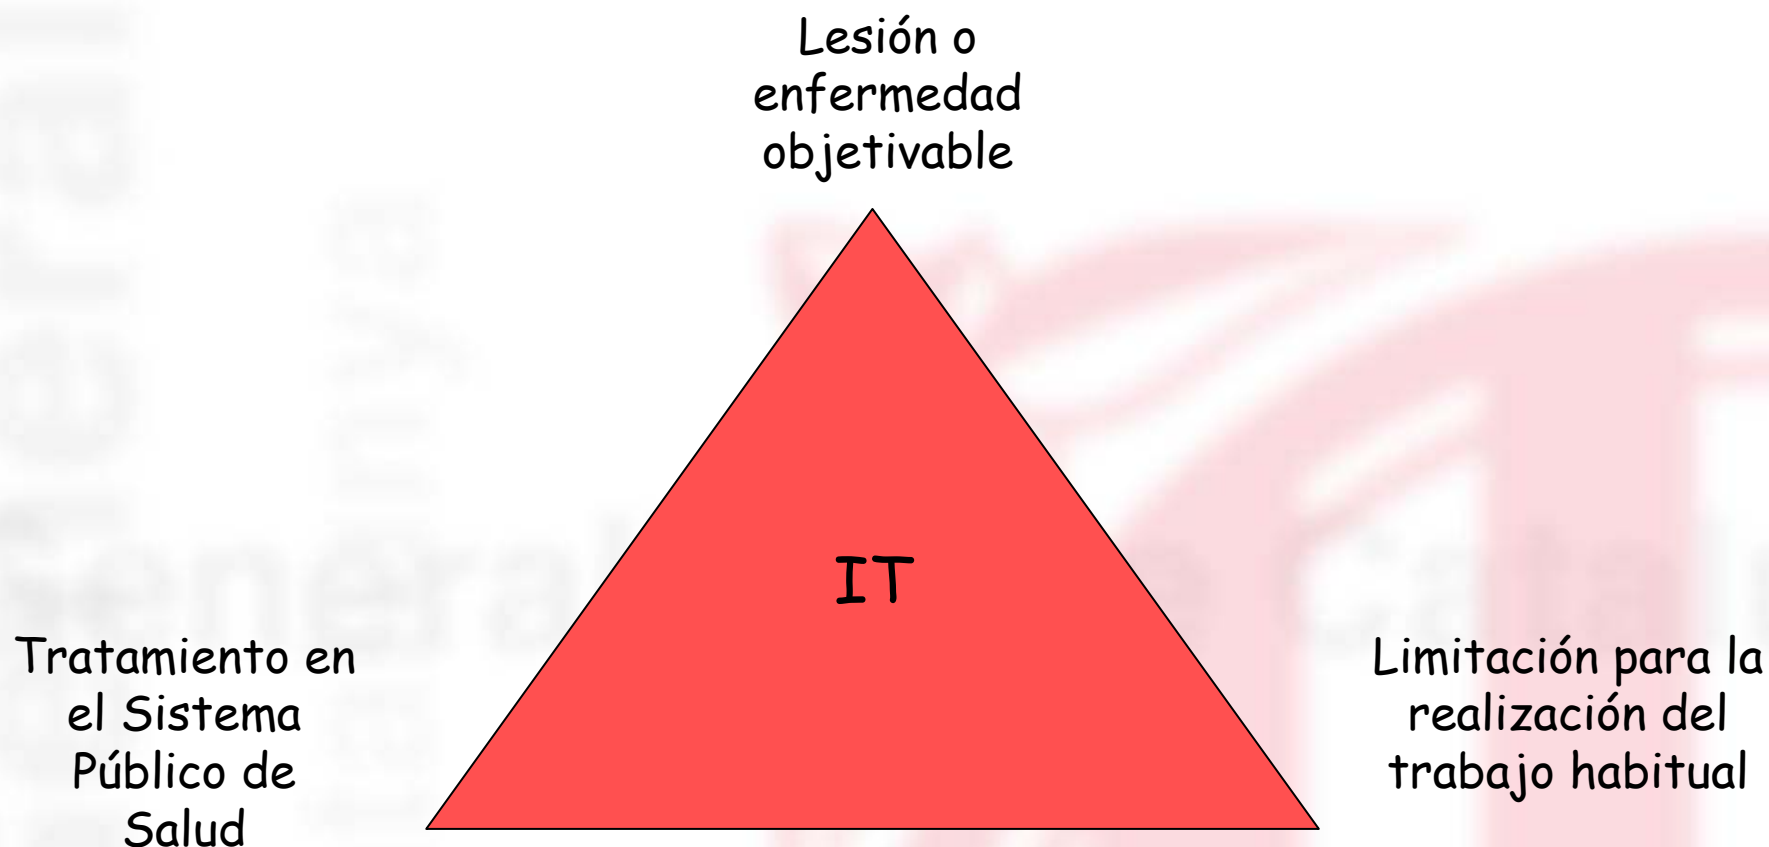 Lesión o
enfermedad
objetivable
IT
Tratamiento en
el Sistema
Público de
Salud
Limitación para la
realización del
trabajo habitual